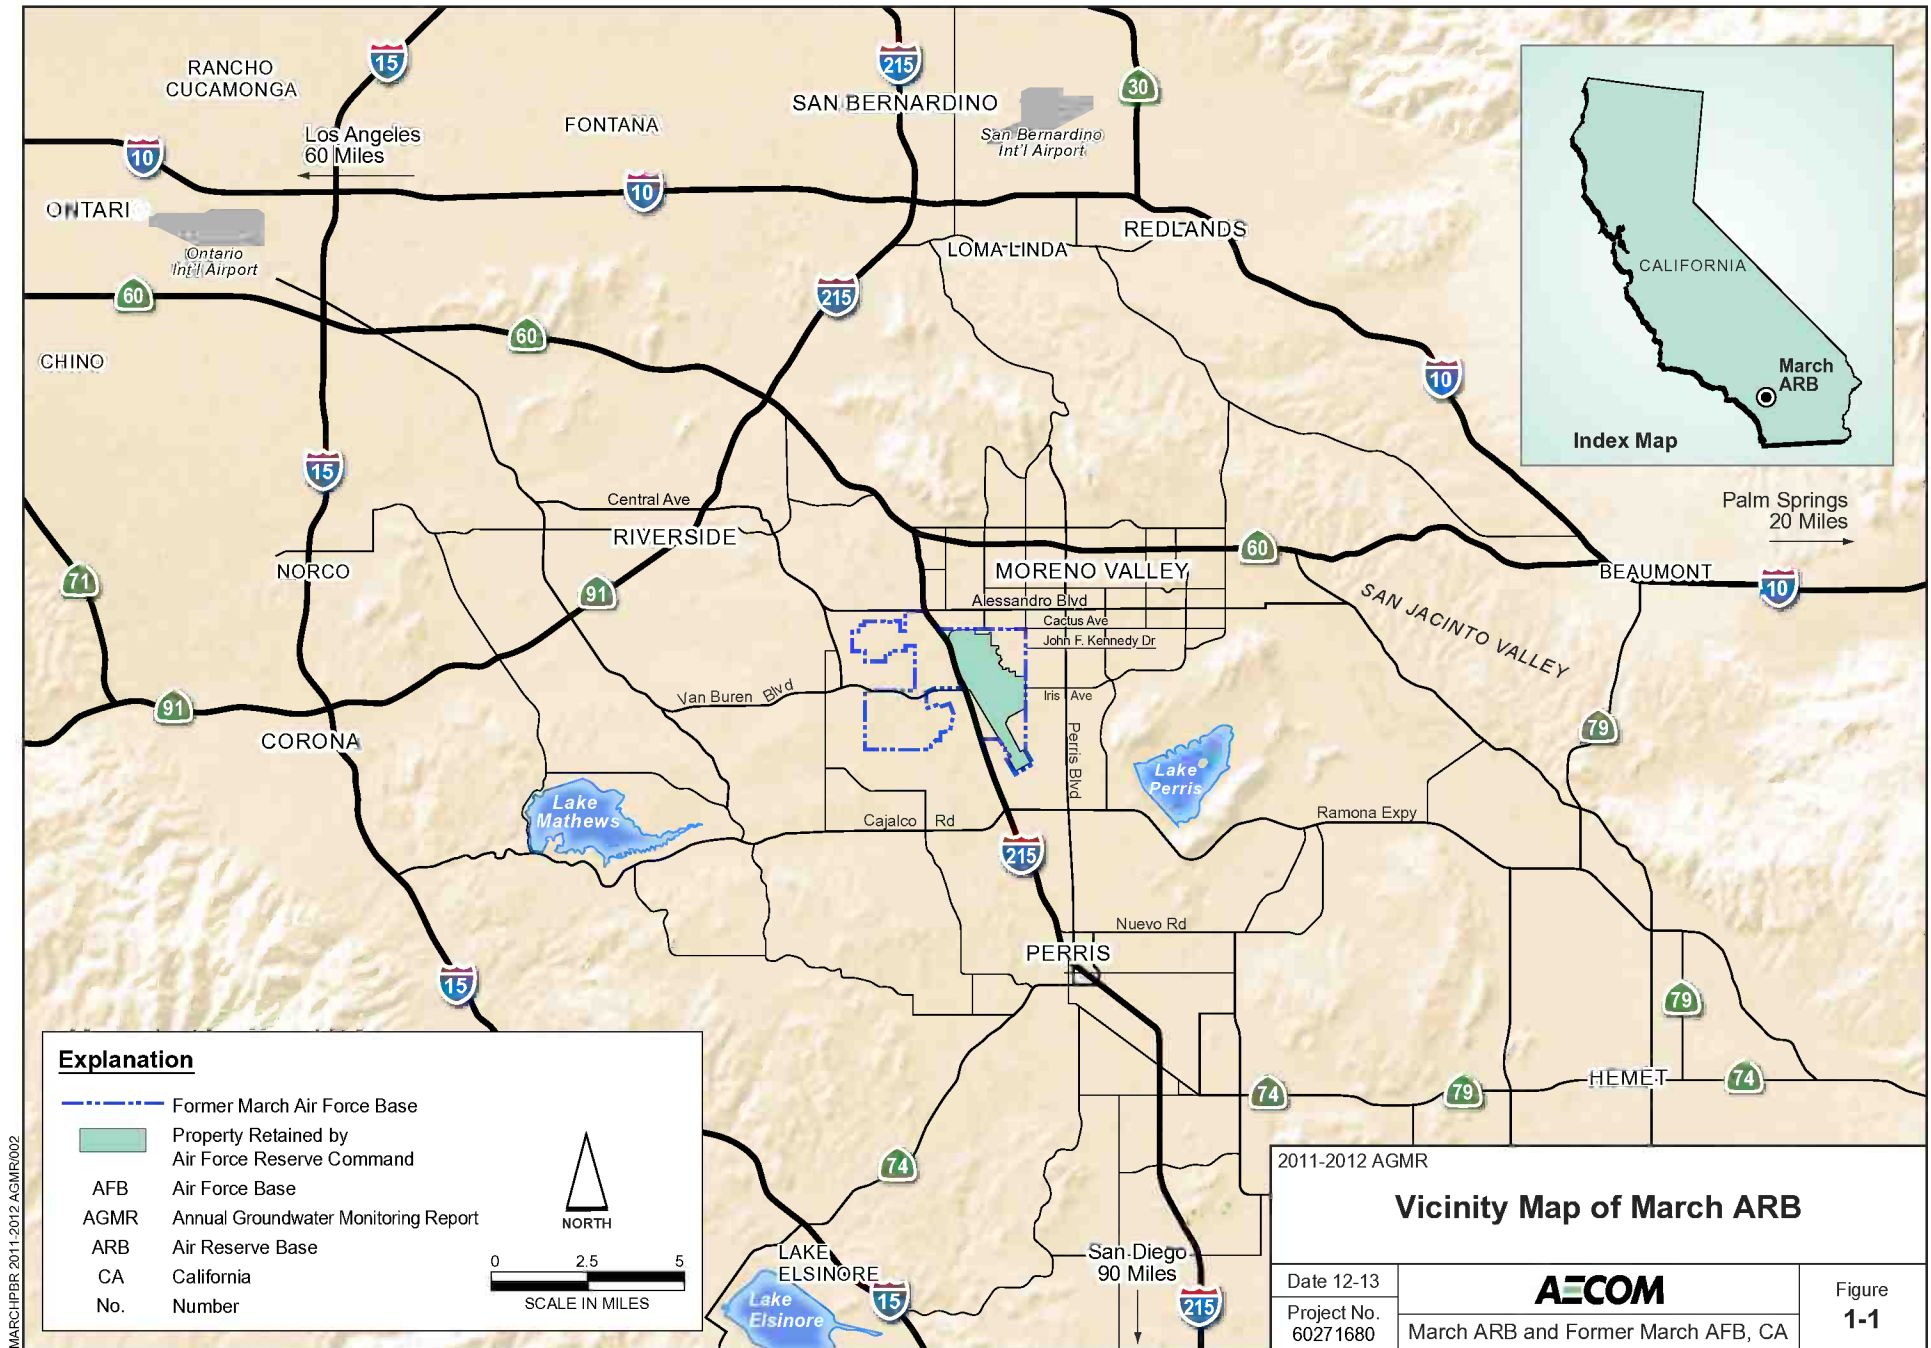 15
215
30
RANCHO
CUCAMONGA
SAN BERNARDINO
FONTANA
San Bernardino
Int'l Airport
Los Angeles
60 Miles
10
10
ONTARIO
Ontario
Int'l Airport
LOMA LINDA
REDLANDS
60
215
60
CHINO
10
CALIFORNIA
March
ARB
Index Map
15
Central Ave
RIVERSIDE
Palm Springs
20 Miles
60
NORCO
71
91
MORENO VALLEY
BEAUMONT
10
Alessandro Blvd
Cactus Ave
John F. Kennedy Dr
SAN JACINTO VALLEY
Van Buren Blvd
Iris Ave
91
CORONA
79
Perris Blvd
Lake
Perris
Lake
Mathews
Cajalco Rd
Ramona Expy
215
Nuevo Rd
PERRIS
15
79
74
79
HEMET
74
74
San Diego
90 Miles
LAKE
ELSINORE
15
Lake
Elsinore
215
Explanation
Former March Air Force Base
Property Retained by
Air Force Reserve Command
AFB Air Force Base
AGMR Annual Groundwater Monitoring Report
ARB Air Reserve Base
CA California
No. Number
NORTH
0 2.5 5
SCALE IN MILES
MARCHPBR 2011-2012 AGMR/002
2011-2012 AGMR
Vicinity Map of March ARB
Date 12-13
Project No.
60271680
AECOM
March ARB and Former March AFB, CA
Figure
1-1